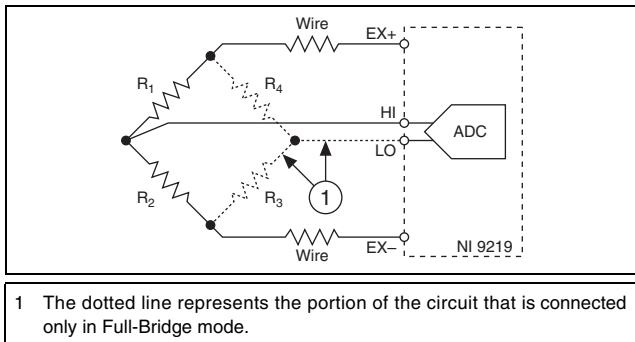 Wire
EX+
R1
R4
HI
ADC
LO
R2
R3
1
Wire
EX–
NI 9219
1 The dotted line represents the portion of the circuit that is connected
only in Full-Bridge mode.